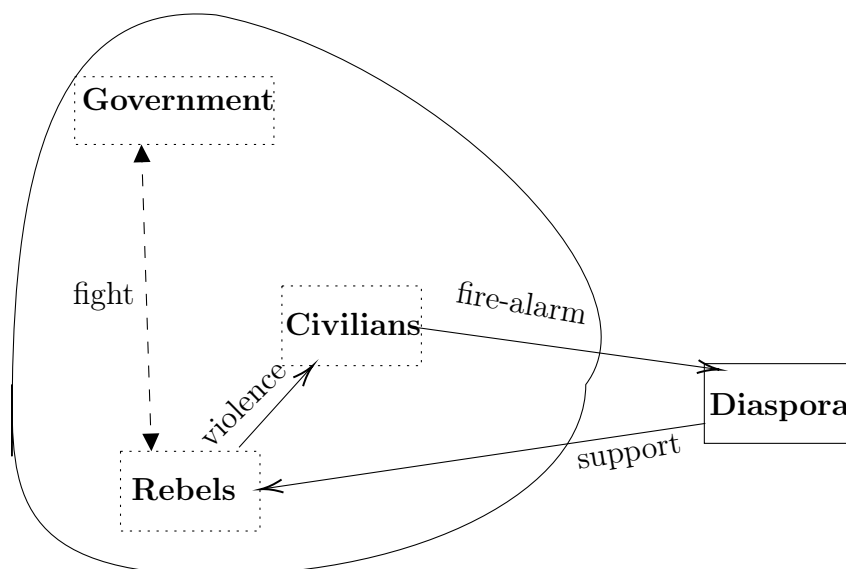 Government
fight
fire-alarm
Civilians
violence
Diaspora
support
Rebels